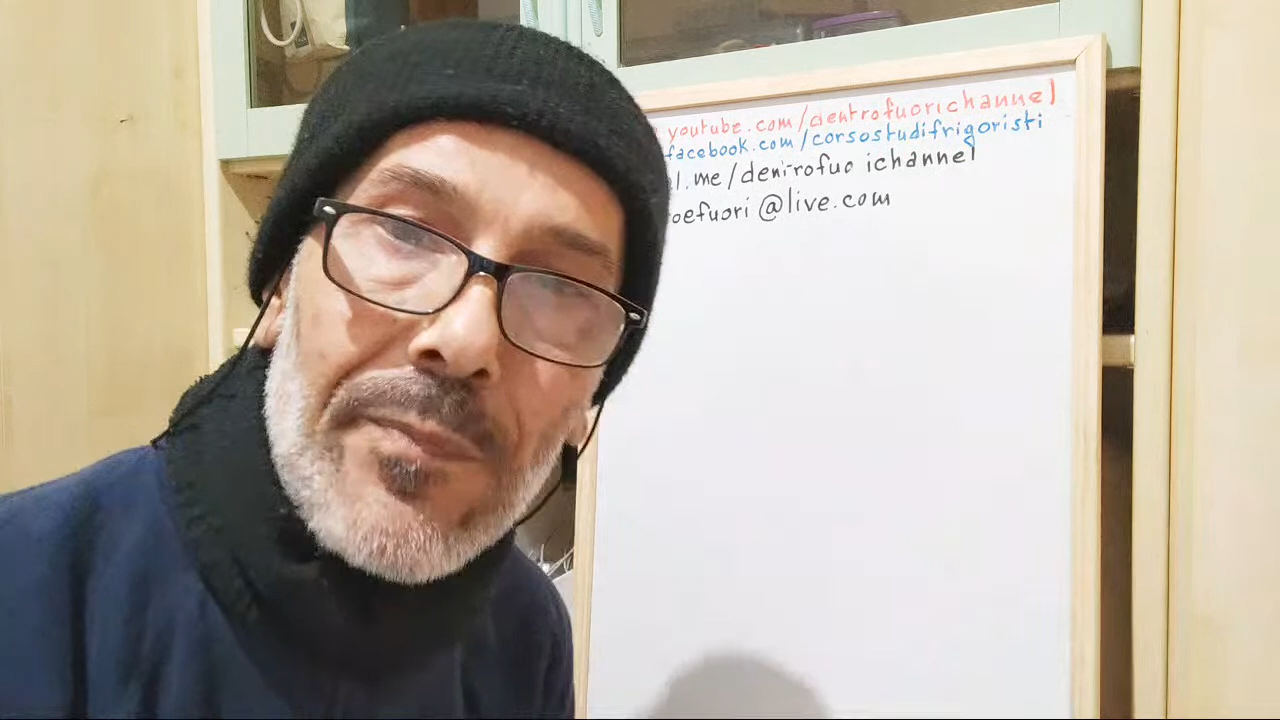 youtube.com/dentrofuorichannel
facebook.com/corsostudifrigoristi
l.me/dentrofuo ichannel
oefuori @live.com